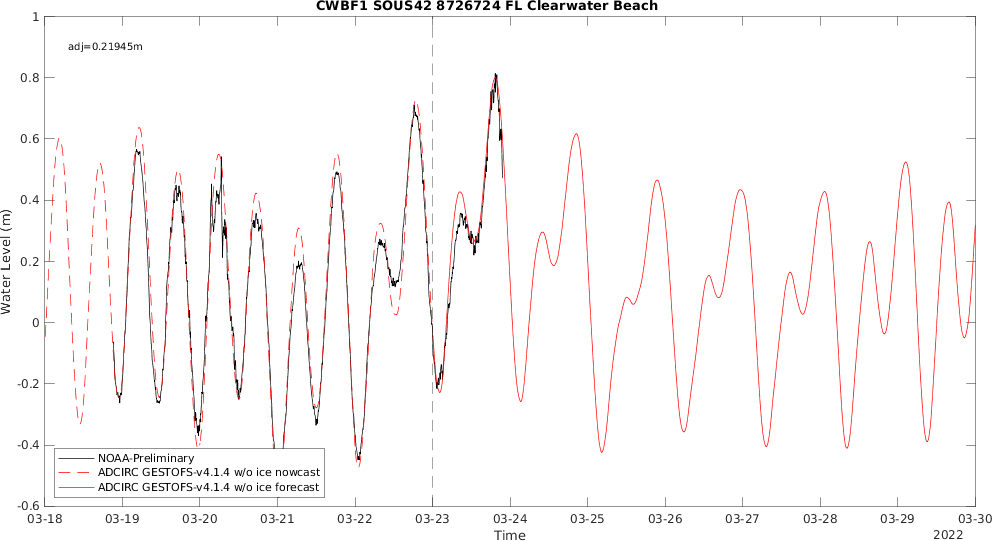 CWBF1 SOUS42 8726724 FL Clearwater Beach
adj=0.21945m
1
0.8
0.6
0.4
0.2
0
-0.2
-0.4
-0.6
Water Level (m)
NOAA-Preliminary
ADCIRC GESTOFS-v4.1.4 w/o ice nowcast
ADCIRC GESTOFS-v4.1.4 w/o ice forecast
03-18 03-19 03-20 03-21 03-22 03-23 03-24 03-25 03-26 03-27 03-28 03-29 03-30
Time
2022